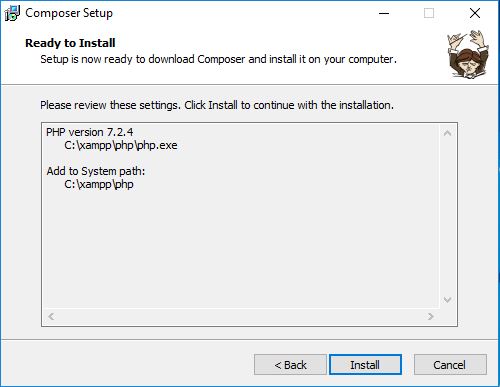 Composer Setup
Ready to Install
Setup is now ready to download Composer and install it on your computer.
Please review these settings. Click Install to continue with the installation.
PHP version 7.2.4
C:\xampp\php\php.exe
Add to System path:
C:\xampp\php
< Back
Install
Cancel